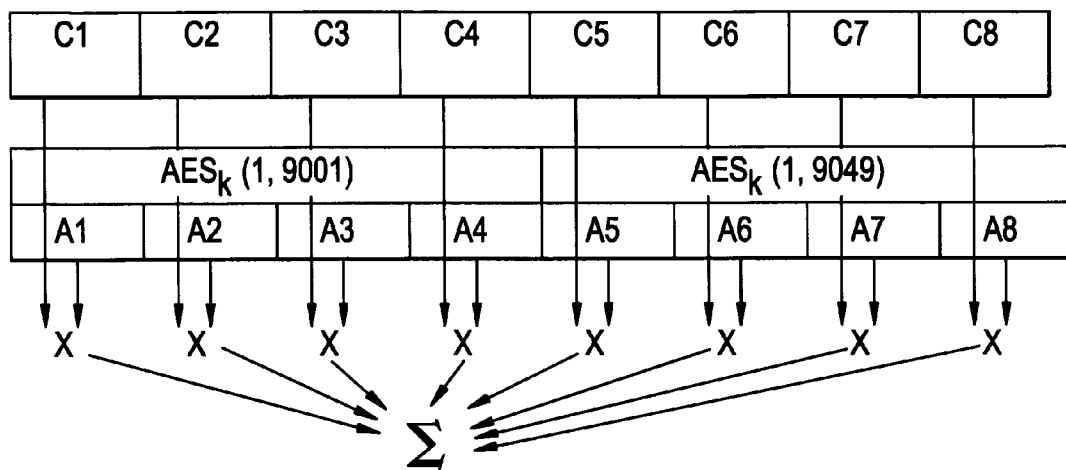 C1 C2 C3 C4 C5 C6 C7 C8
AESk (1, 9001) AESk (1, 9049)
A1 A2 A3 A4 A5 A6 A7 A8
X X X X X X X X
Σ